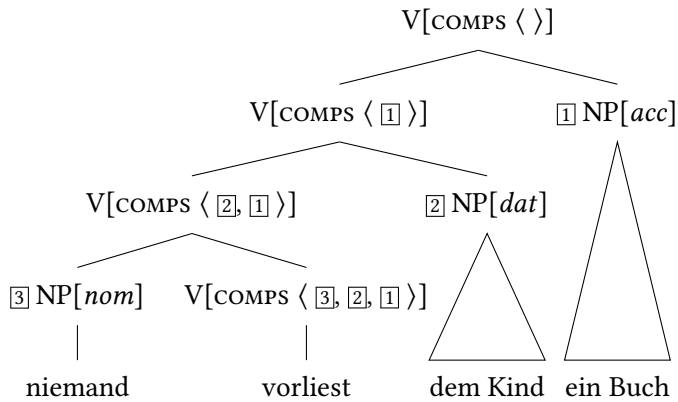 V[COMPS ⟨ ⟩]
V[COMPS ⟨ 1 ⟩] 1 NP[acc]
V[COMPS ⟨ 2, 1 ⟩] 2 NP[dat]
3 NP[nom] V[COMPS ⟨ 3, 2, 1 ⟩]
niemand vorliest dem Kind ein Buch